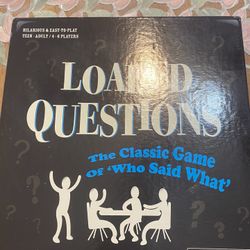 HILARIOUS & EASY-TO-PLAY
TEEN - ADULT / 4 - 6 PLAYERS
LOADED
QUESTIONS
The Classic Game
Of 'Who Said What'